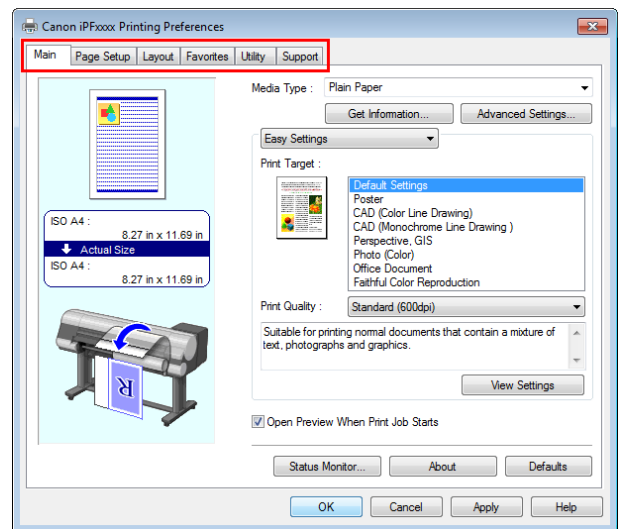 Canon iPFxxxx Printing Preferences
Main Page Setup Layout Favorites Utility Support
Media Type : Plain Paper
Get Information... Advanced Settings...
Easy Settings
Print Target :
Default Settings
Poster
CAD (Color Line Drawing)
CAD (Monochrome Line Drawing )
Perspective, GIS
Photo (Color)
Office Document
Faithful Color Reproduction
ISO A4 :
8.27 in x 11.69 in
Actual Size
ISO A4 :
8.27 in x 11.69 in
R
Print Quality : Standard (600dpi)
Suitable for printing normal documents that contain a mixture of
text, photographs and graphics.
View Settings
Open Preview When Print Job Starts
Status Monitor... About Defaults
OK Cancel Apply Help